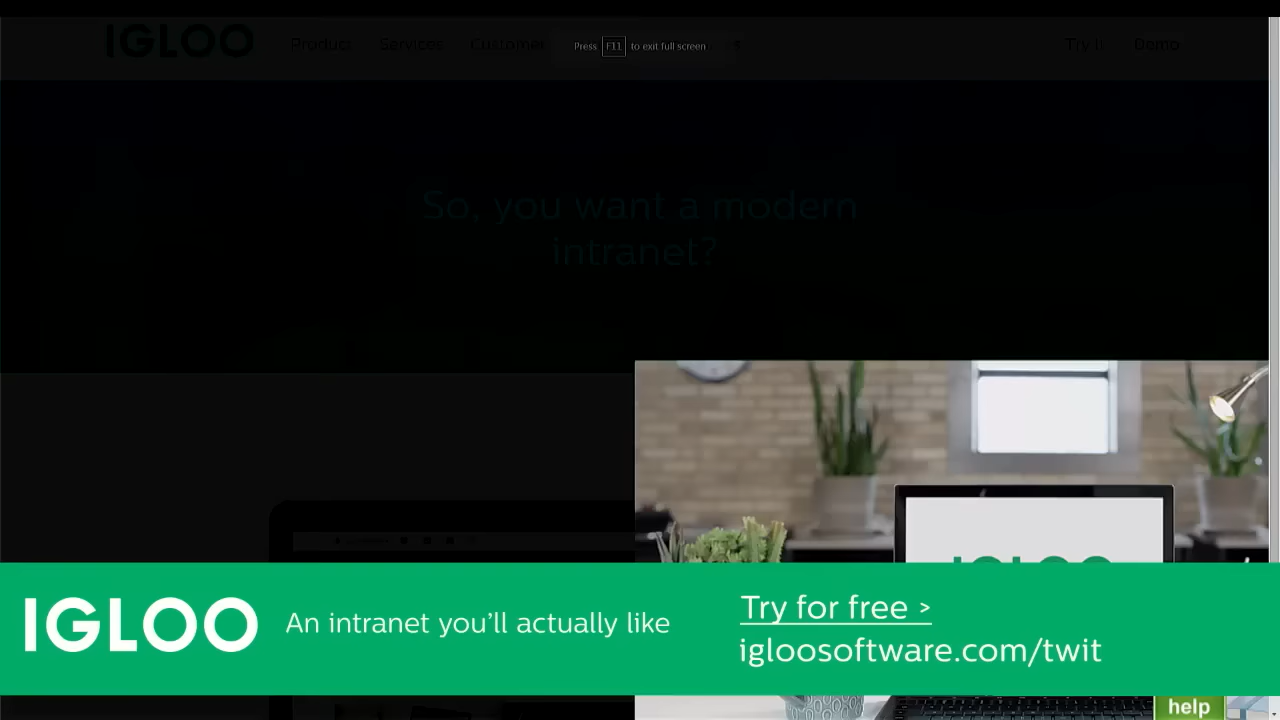 IGLOO
Product Services Customer
Press F11 to exit full screen
Try It Demo
So, you want a modern
intranet?
IGLOO
IGLOO
An intranet you'll actually like
Try for free >
igloosoftware.com/twit
help